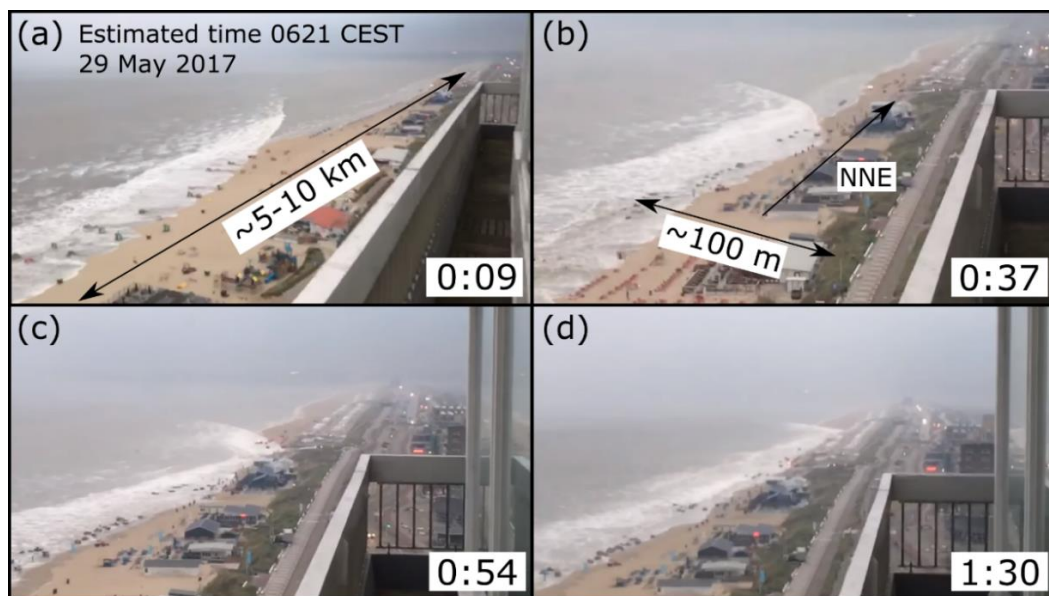 (a) Estimated time 0621 CEST
29 May 2017
~5-10 km
0:09
(b)
NNE
~100 m
0:37
(c)
0:54
(d)
1:30